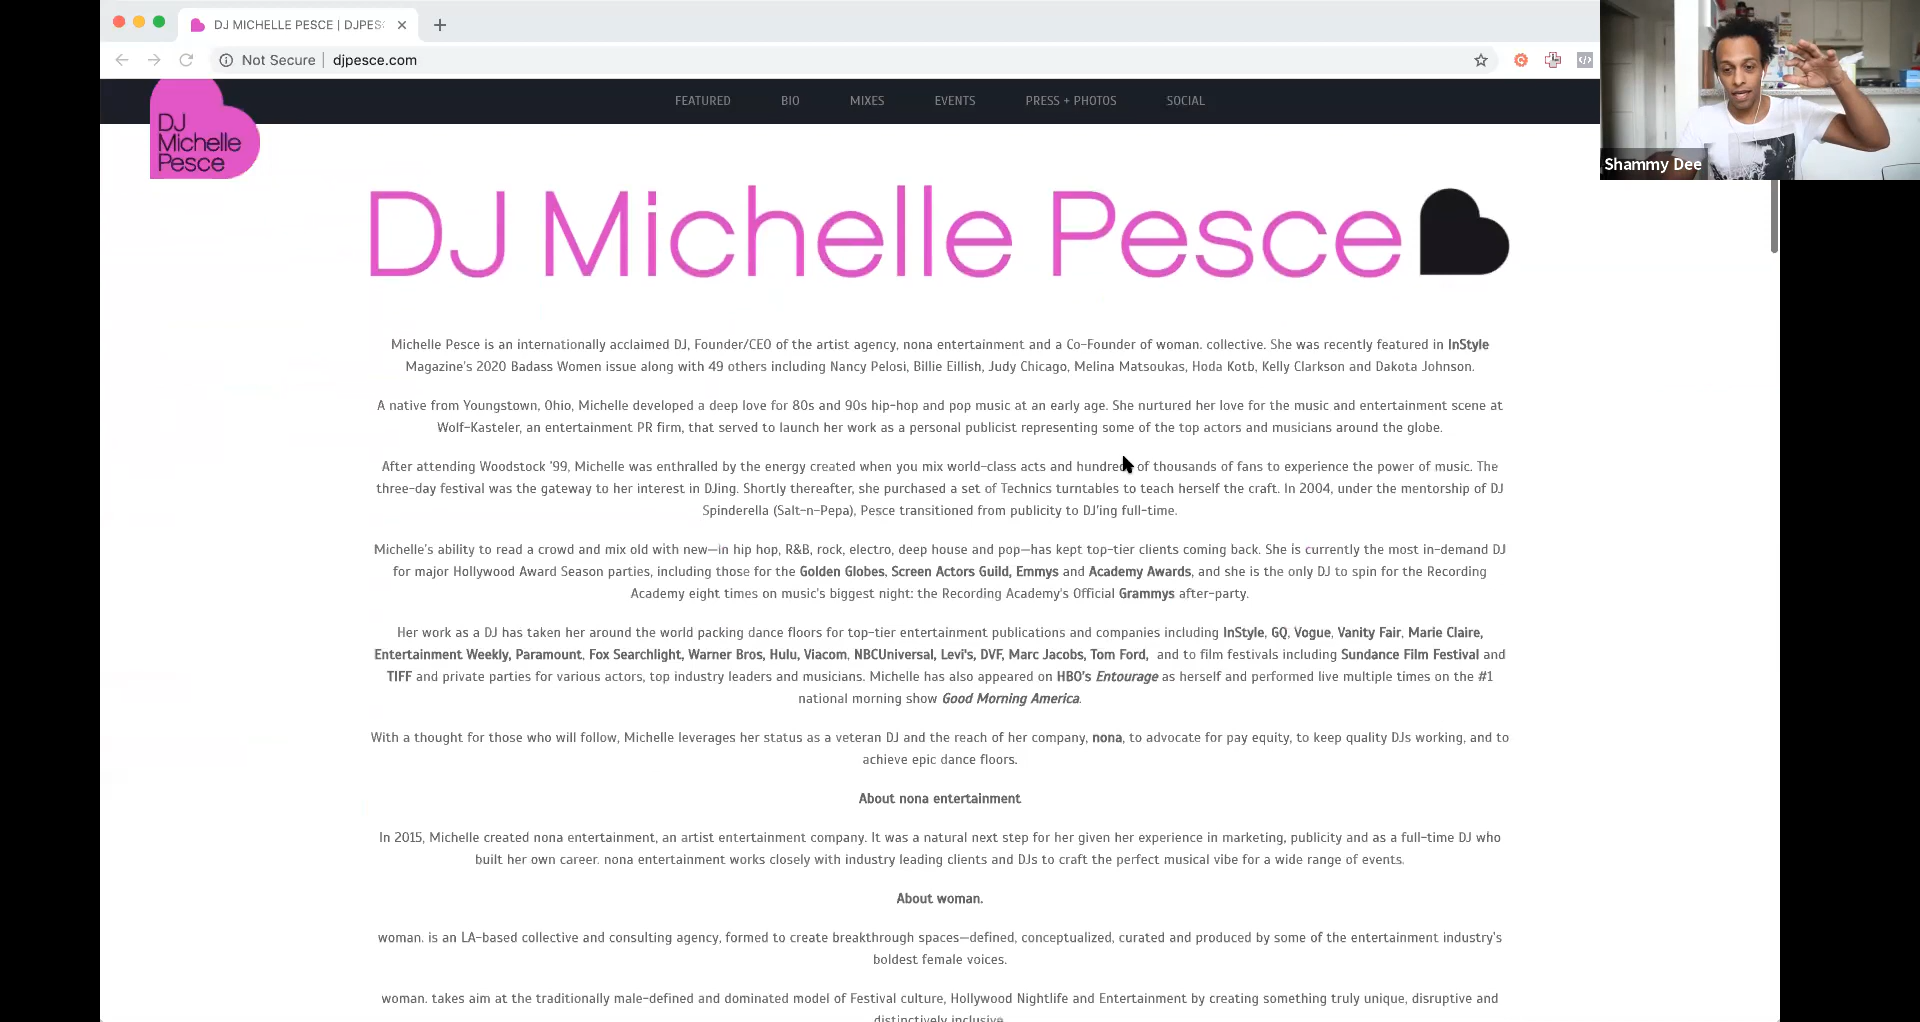 DJ MICHELLE PESCE | DJPES
Not Secure | djpesce.com
FEATURED BIO MIXES EVENTS PRESS + PHOTOS SOCIAL
DJ
Michelle
Pesce
Shammy Dee
DJ Michelle Pesce
Michelle Pesce is an internationally acclaimed DJ, Founder/CEO of the artist agency, nona entertainment and a Co-Founder of woman. collective. She was recently featured in InStyle
Magazine's 2020 Badass Women issue along with 49 others including Nancy Pelosi, Billie Eillish, Judy Chicago, Melina Matsoukas, Hoda Kotb, Kelly Clarkson and Dakota Johnson.
A native from Youngstown, Ohio, Michelle developed a deep love for 80s and 90s hip-hop and pop music at an early age. She nurtured her love for the music and entertainment scene at
Wolf-Kasteler, an entertainment PR firm, that served to launch her work as a personal publicist representing some of the top actors and musicians around the globe.
After attending Woodstock '99, Michelle was enthralled by the energy created when you mix world-class acts and hundreds of thousands of fans to experience the power of music. The
three-day festival was the gateway to her interest in DJing. Shortly thereafter, she purchased a set of Technics turntables to teach herself the craft. In 2004, under the mentorship of DJ
Spinderella (Salt-n-Pepa), Pesce transitioned from publicity to DJ'ing full-time.
Michelle's ability to read a crowd and mix old with new—in hip hop, R&B, rock, electro, deep house and pop—has kept top-tier clients coming back. She is currently the most in-demand DJ
for major Hollywood Award Season parties, including those for the Golden Globes, Screen Actors Guild, Emmys and Academy Awards, and she is the only DJ to spin for the Recording
Academy eight times on music's biggest night: the Recording Academy's Official Grammys after-party.
Her work as a DJ has taken her around the world packing dance floors for top-tier entertainment publications and companies including InStyle, GQ, Vogue, Vanity Fair, Marie Claire,
Entertainment Weekly, Paramount, Fox Searchlight, Warner Bros, Hulu, Viacom, NBCUniversal, Levi's, DVF, Marc Jacobs, Tom Ford, and to film festivals including Sundance Film Festival and
TIFF and private parties for various actors, top industry leaders and musicians. Michelle has also appeared on HBO's Entourage as herself and performed live multiple times on the #1
national morning show Good Morning America.
With a thought for those who will follow, Michelle leverages her status as a veteran DJ and the reach of her company, nona, to advocate for pay equity, to keep quality DJs working, and to
achieve epic dance floors.
About nona entertainment
In 2015, Michelle created nona entertainment, an artist entertainment company. It was a natural next step for her given her experience in marketing, publicity and as a full-time DJ who
built her own career. nona entertainment works closely with industry leading clients and DJs to craft the perfect musical vibe for a wide range of events.
About woman.
woman. is an LA-based collective and consulting agency, formed to create breakthrough spaces—defined, conceptualized, curated and produced by some of the entertainment industry's
boldest female voices.
woman. takes aim at the traditionally male-defined and dominated model of Festival culture, Hollywood Nightlife and Entertainment by creating something truly unique, disruptive and
distinctively inclusive.